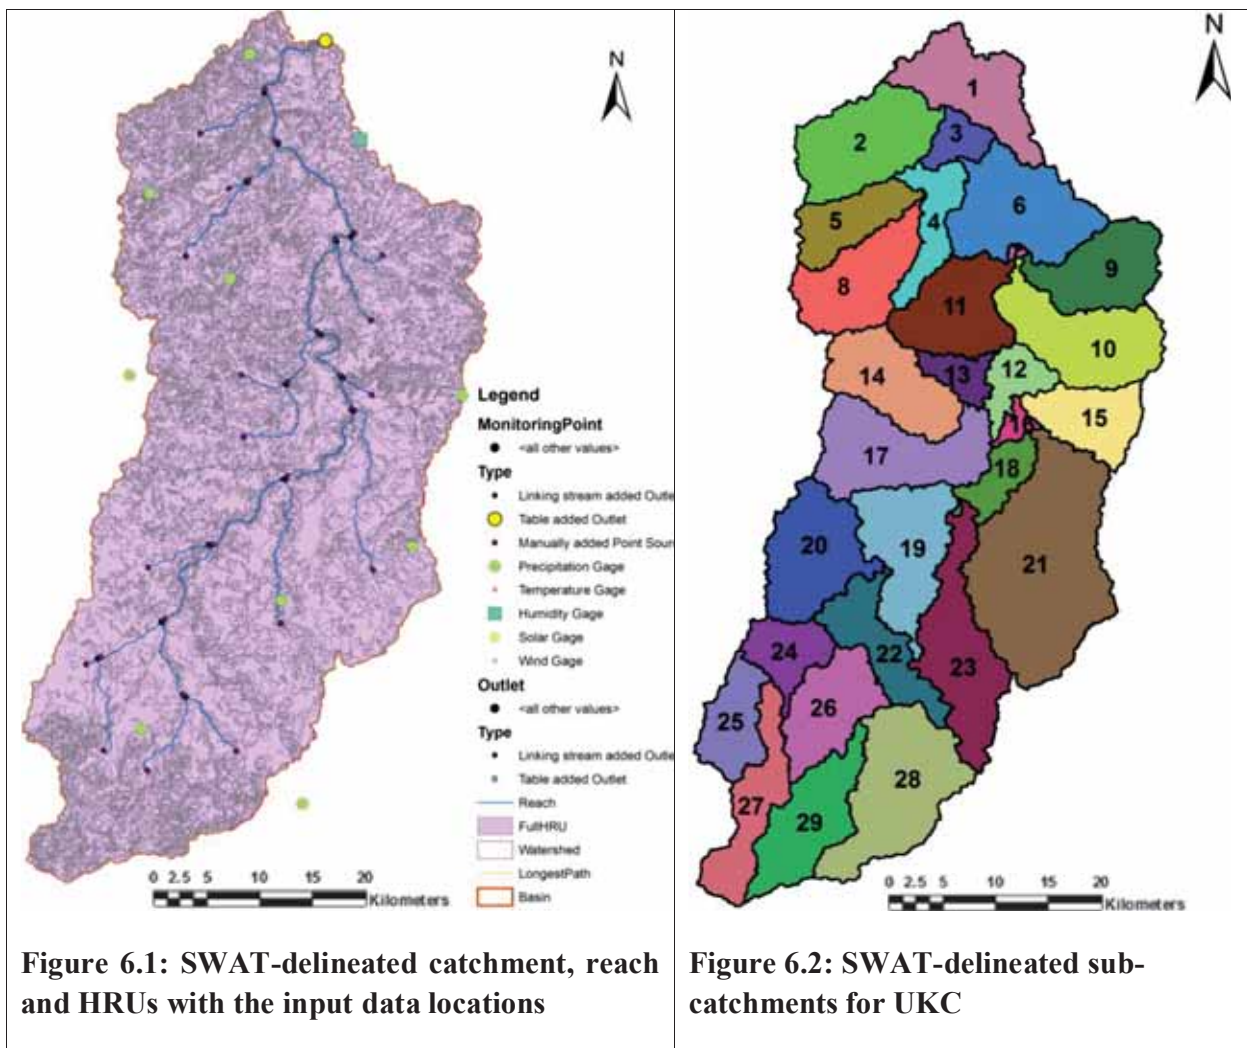 N
Legend
MonitoringPoint
<all other values>
Type
Linking stream added Outle
Table added Outlet
Manually added Point Sour
Precipitation Gage
Temperature Gage
Humidity Gage
Solar Gage
Wind Gage
Outlet
<all other values>
Type
Linking stream added Outle
Table added Outlet
Reach
FullHRU
Watershed
LongestPath
Basin
0 2.5 5 10 15 20
Kilometers
Figure 6.1: SWAT-delineated catchment, reach
and HRUs with the input data locations
N
1
2
3
4
5
6
8
9
10
11
12
13
14
15
16
17
18
19
20
21
22
23
24
25
26
27
28
29
0 2.5 5 10 15 20
Kilometers
Figure 6.2: SWAT-delineated sub-
catchments for UKC